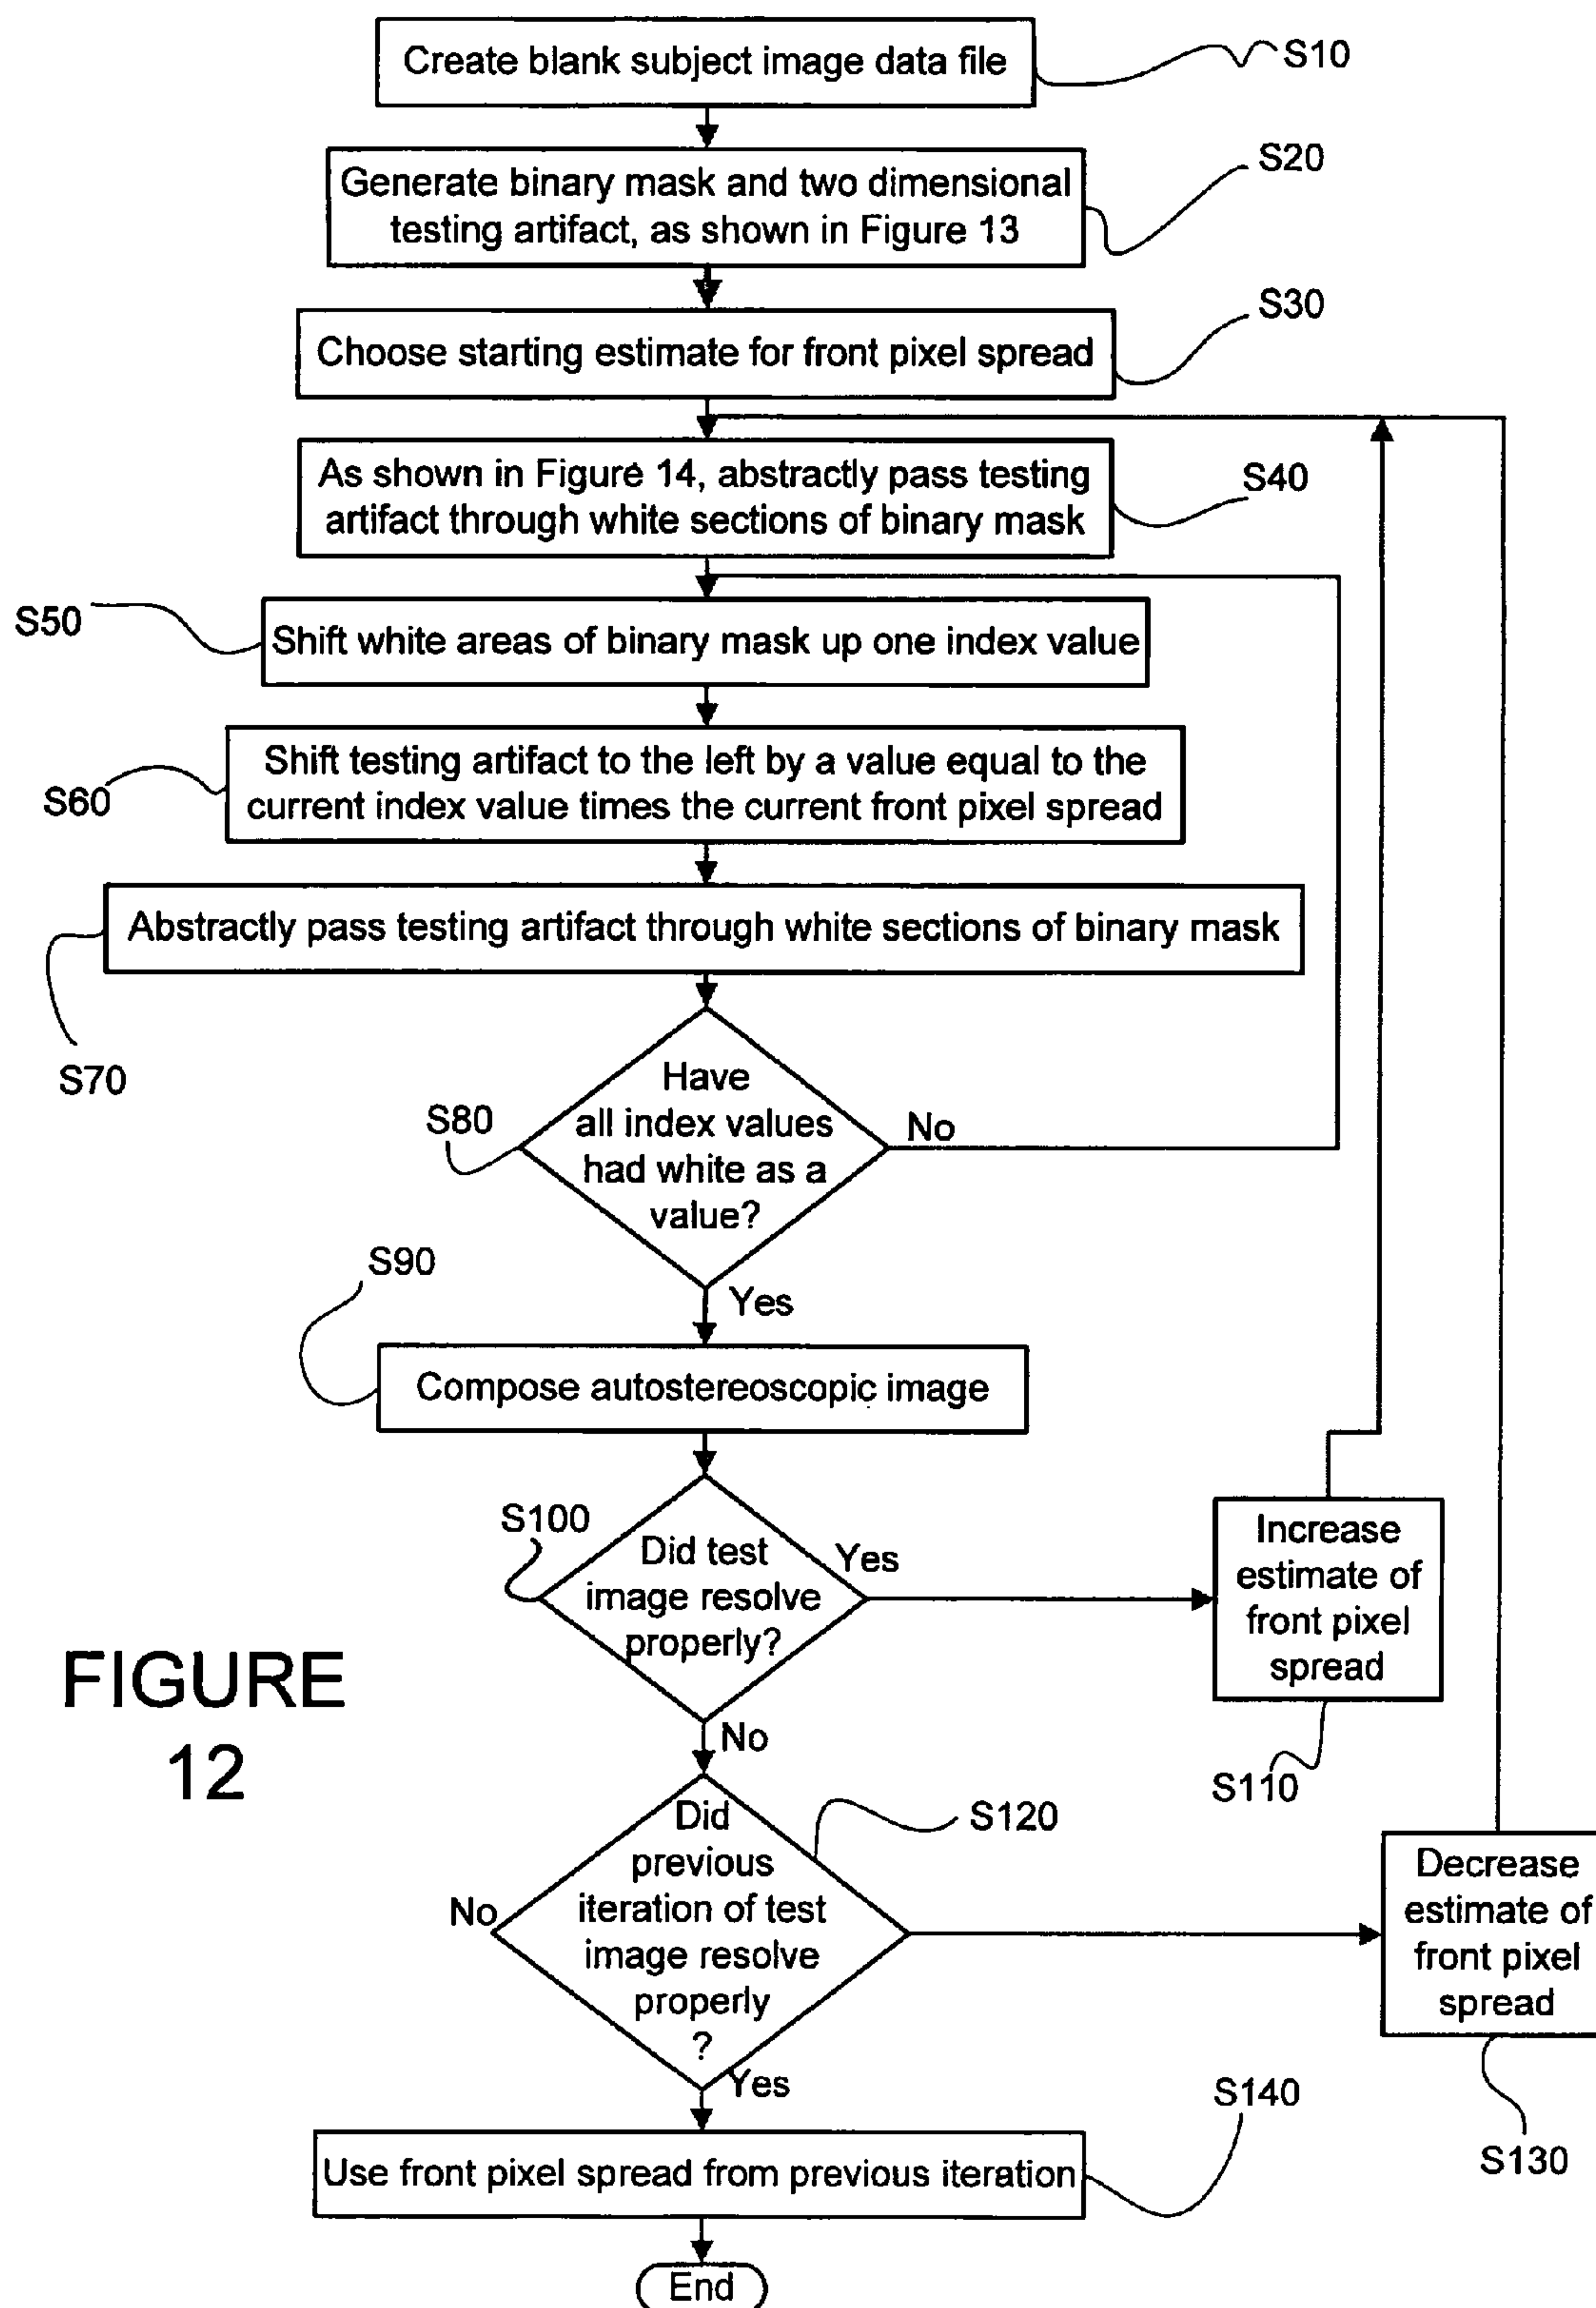 Create blank subject image data file
S10
Generate binary mask and two dimensional
testing artifact, as shown in Figure 13
S20
Choose starting estimate for front pixel spread
S30
As shown in Figure 14, abstractly pass testing
artifact through white sections of binary mask
S40
S50
Shift white areas of binary mask up one index value
S60
Shift testing artifact to the left by a value equal to the
current index value times the current front pixel spread
Abstractly pass testing artifact through white sections of binary mask
S70
S80
Have
all index values
had white as a
value?
No
Yes
S90
Compose autostereoscopic image
S100
Did test
image resolve
properly?
Yes
No
Increase
estimate of
front pixel
spread
S110
FIGURE
12
S120
Did
previous
iteration of test
image resolve
properly
?
No
Yes
Decrease
estimate of
front pixel
spread
S130
S140
Use front pixel spread from previous iteration
End